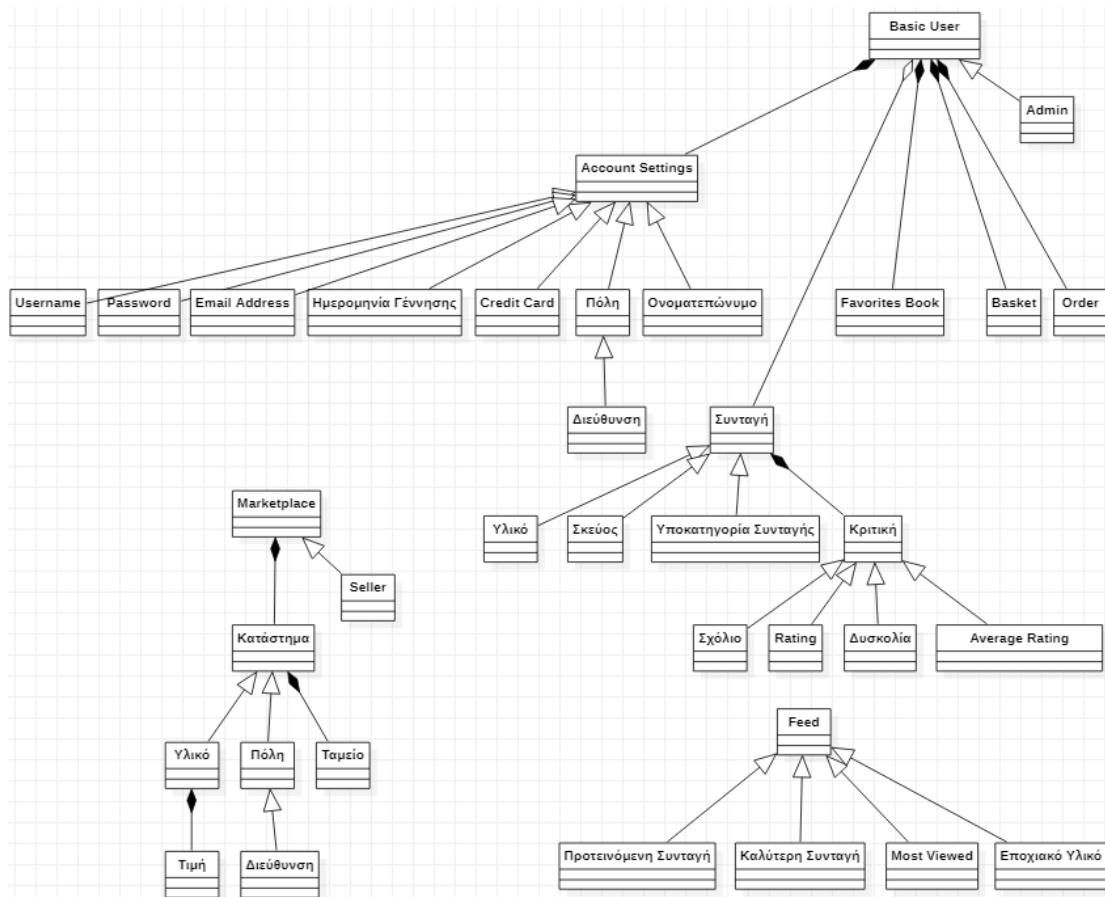 Basic User
Admin
Account Settings
Username
Password
Email Address
Ημερομηνία Γέννησης
Credit Card
Πόλη
Ονοματεπώνυμο
Favorites Book
Basket
Order
Διεύθυνση
Συνταγή
Marketplace
Υλικό
Σκεύος
Υποκατηγορία Συνταγής
Κριτική
Seller
Κατάστημα
Σχόλιο
Rating
Δυσκολία
Average Rating
Feed
Υλικό
Πόλη
Ταμείο
Τιμή
Διεύθυνση
Προτεινόμενη Συνταγή
Καλύτερη Συνταγή
Most Viewed
Εποχιακό Υλικό